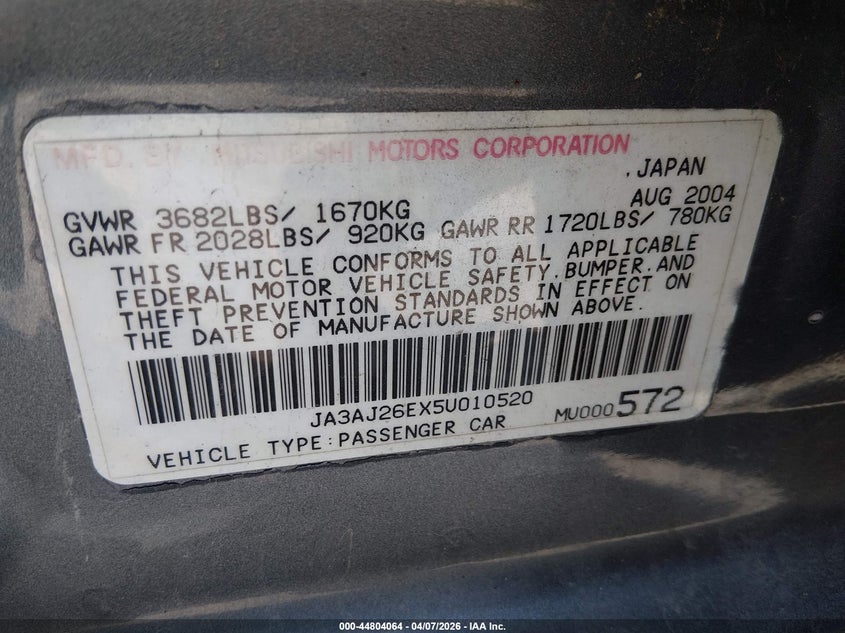 MFD. BY MITSUBISHI MOTORS CORPORATION
, JAPAN
AUG 2004
GVWR 3682LBS/ 1670KG
GAWR FR 2028LBS/ 920KG GAWR RR 1720LBS/ 780KG
THIS VEHICLE CONFORMS TO ALL APPLICABLE
FEDERAL MOTOR VEHICLE SAFETY,BUMPER,AND
THEFT PREVENTION STANDARDS IN EFFECT ON
THE DATE OF MANUFACTURE SHOWN ABOVE.
JA3AJ26EX5U010520 MU000572
VEHICLE TYPE:PASSENGER CAR
000-44804064 - 04/07/2026 - IAA Inc.